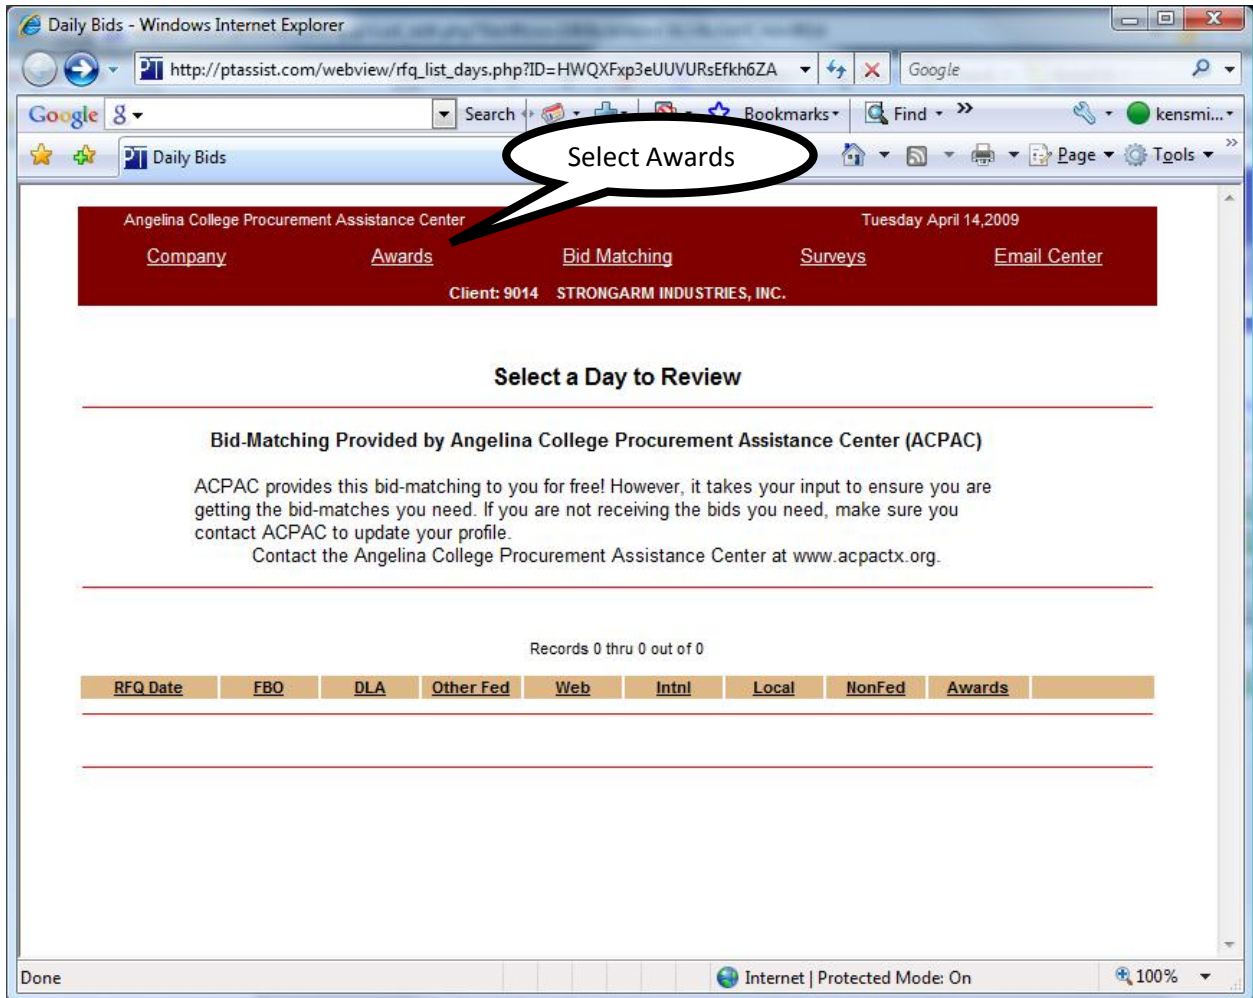 Daily Bids - Windows Internet Explorer
http://ptassist.com/webview/rfq_list_days.php?ID=HWQXFxp3eUUVURsEfkh6ZA
Google
Google
Search
Bookmarks
Find
»
kensmi...
Daily Bids
Select Awards
Page
Tools
»
Angelina College Procurement Assistance Center
Tuesday April 14,2009
Company Awards Bid Matching Surveys Email Center
Client: 9014 STRONGARM INDUSTRIES, INC.
Select a Day to Review
Bid-Matching Provided by Angelina College Procurement Assistance Center (ACPAC)
ACPAC provides this bid-matching to you for free! However, it takes your input to ensure you are
getting the bid-matches you need. If you are not receiving the bids you need, make sure you
contact ACPAC to update your profile.
Contact the Angelina College Procurement Assistance Center at www.acpactx.org.
Records 0 thru 0 out of 0
RFQ Date FBO DLA Other Fed Web Intnl Local NonFed Awards
Done
Internet | Protected Mode: On
100%